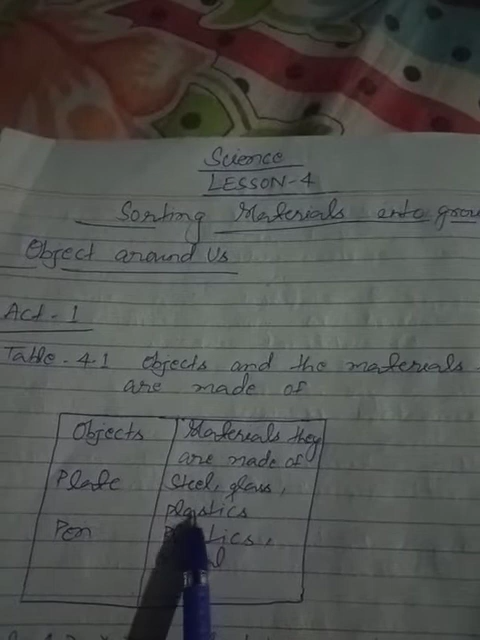 Science
LESSON-4
Sorting Materials into
Object around Us
Act-1
Table-4.1 Objects and the materials
are made of
Objects
Materials they
are made of
Plate
Steel, glass,
plastics
Pen